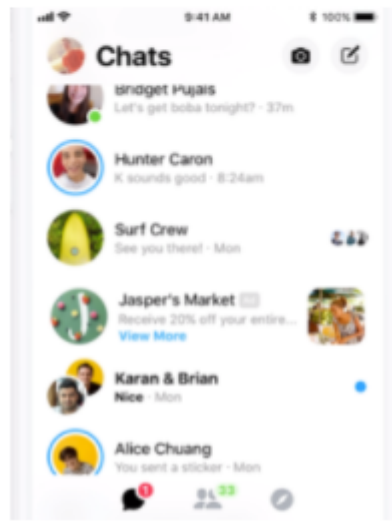 9:41 AM
100%
Chats
Bridget Pujals
Let's get boba tonight? · 37m
Hunter Caron
K sounds good · 8:24am
Surf Crew
See you there! · Mon
Jasper's Market Ad
Receive 20% off your entire...
View More
Karan & Brian
Nice · Mon
Alice Chuang
You sent a sticker · Mon
1
33